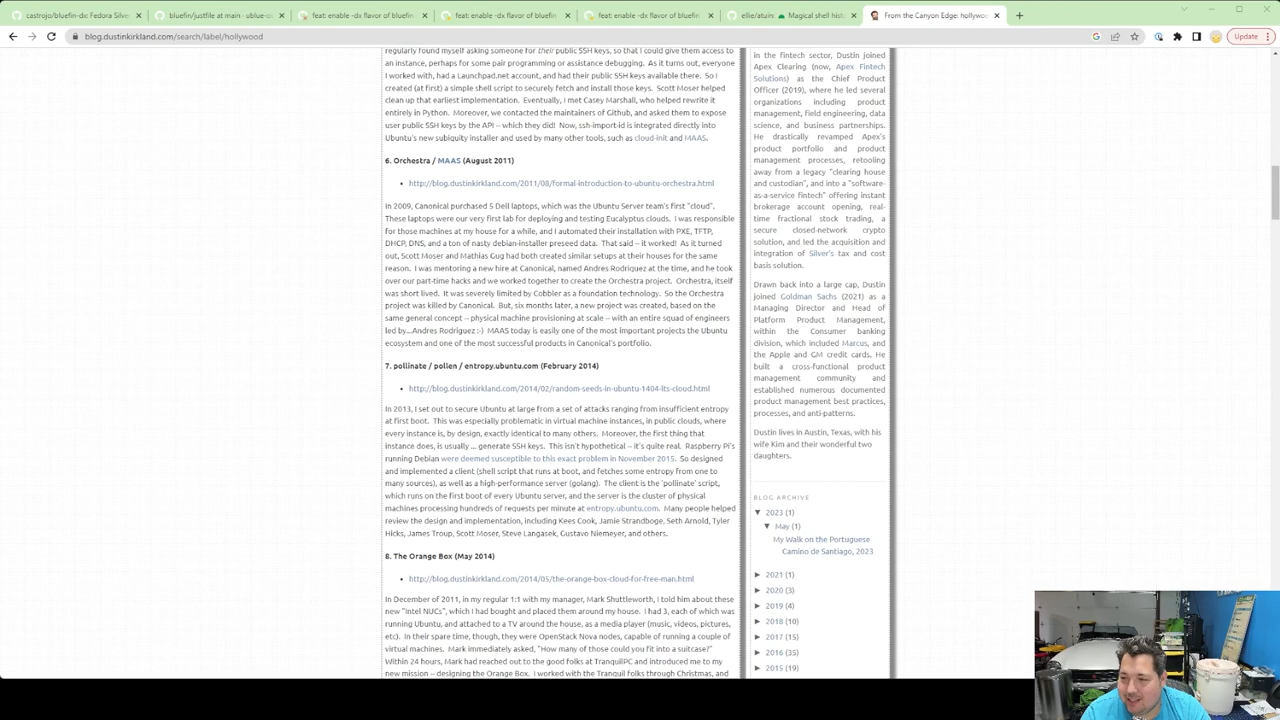 castrojo/bluefin-dx: Fedora Silver
bluefin/justfile at main · ublue-os
feat: enable -dx flavor of bluefin
feat: enable -dx flavor of bluefin
feat: enable -dx flavor of bluefin
ellie/atuin: Magical shell histo
From the Canyon Edge: hollywoo
blog.dustinkirkland.com/search/label/hollywood
Update
regularly found myself asking someone for their public SSH keys, so that I could give them access to
an instance, perhaps for some pair programming or assistance debugging. As it turns out, everyone
I worked with, had a Launchpad.net account, and had their public SSH keys available there. So I
created (at first) a simple shell script to securely fetch and install those keys. Scott Moser helped
clean up that earliest implementation. Eventually, I met Casey Marshall, who helped rewrite it
entirely in Python. Moreover, we contacted the maintainers of Github, and asked them to expose
user public SSH keys by the API -- which they did! Now, ssh-import-id is integrated directly into
Ubuntu's new subiquity installer and used by many other tools, such as cloud-init and MAAS.
6. Orchestra / MAAS (August 2011)
• http://blog.dustinkirkland.com/2011/08/formal-introduction-to-ubuntu-orchestra.html
In 2009, Canonical purchased 5 Dell laptops, which was the Ubuntu Server team's first "cloud".
These laptops were our very first lab for deploying and testing Eucalyptus clouds. I was responsible
for those machines at my house for a while, and I automated their installation with PXE, TFTP,
DHCP, DNS, and a ton of nasty debian-installer preseed data. That said -- it worked! As it turned
out, Scott Moser and Mathias Gug had both created similar setups at their houses for the same
reason. I was mentoring a new hire at Canonical, named Andres Rodriguez at the time, and he took
over our part-time hacks and we worked together to create the Orchestra project. Orchestra, itself
was short lived. It was severely limited by Cobbler as a foundation technology. So the Orchestra
project was killed by Canonical. But, six months later, a new project was created, based on the
same general concept -- physical machine provisioning at scale -- with an entire squad of engineers
led by...Andres Rodriguez :-) MAAS today is easily one of the most important projects the Ubuntu
ecosystem and one of the most successful products in Canonical's portfolio.
7. pollinate / pollen / entropy.ubuntu.com (February 2014)
• http://blog.dustinkirkland.com/2014/02/random-seeds-in-ubuntu-1404-lts-cloud.html
In 2013, I set out to secure Ubuntu at large from a set of attacks ranging from insufficient entropy
at first boot. This was especially problematic in virtual machine instances, in public clouds, where
every instance is, by design, exactly identical to many others. Moreover, the first thing that
instance does, is usually ... generate SSH keys. This isn't hypothetical -- it's quite real. Raspberry Pi's
running Debian were deemed susceptible to this exact problem in November 2015. So designed
and implemented a client (shell script that runs at boot, and fetches some entropy from one to
many sources), as well as a high-performance server (golang). The client is the 'pollinate' script,
which runs on the first boot of every Ubuntu server, and the server is the cluster of physical
machines processing hundreds of requests per minute at entropy.ubuntu.com. Many people helped
review the design and implementation, including Kees Cook, Jamie Strandboge, Seth Arnold, Tyler
Hicks, James Troup, Scott Moser, Steve Langasek, Gustavo Niemeyer, and others.
8. The Orange Box (May 2014)
• http://blog.dustinkirkland.com/2014/05/the-orange-box-cloud-for-free-man.html
In December of 2011, in my regular 1:1 with my manager, Mark Shuttleworth, I told him about these
new "Intel NUCs", which I had bought and placed them around my house. I had 3, each of which was
running Ubuntu, and attached to a TV around the house, as a media player (music, videos, pictures,
etc). In their spare time, though, they were OpenStack Nova nodes, capable of running a couple of
virtual machines. Mark immediately asked, "How many of those could you fit into a suitcase?"
Within 24 hours, Mark had reached out to the good folks at TranquilPC and introduced me to my
new mission -- designing the Orange Box. I worked with the Tranquil folks through Christmas, and
in the fintech sector, Dustin joined
Apex Clearing (now, Apex Fintech
Solutions) as the Chief Product
Officer (2019), where he led several
organizations including product
management, field engineering, data
science, and business partnerships.
He drastically revamped Apex's
product portfolio and product
management processes, retooling
away from a legacy "clearing house
and custodian", and into a "software-
as-a-service fintech" offering instant
brokerage account opening, real-
time fractional stock trading, a
secure closed-network crypto
solution, and led the acquisition and
integration of Silver's tax and cost
basis solution.
Drawn back into a large cap, Dustin
joined Goldman Sachs (2021) as a
Managing Director and Head of
Platform Product Management,
within the Consumer banking
division, which included Marcus, and
the Apple and GM credit cards. He
built a cross-functional product
management community and
established numerous documented
product management best practices,
processes, and anti-patterns.
Dustin lives in Austin, Texas, with his
wife Kim and their wonderful two
daughters.
BLOG ARCHIVE
▼ 2023 (1)
▼ May (1)
My Walk on the Portuguese
Camino de Santiago, 2023
► 2021 (1)
► 2020 (3)
► 2019 (4)
► 2018 (10)
► 2017 (15)
► 2016 (35)
► 2015 (19)